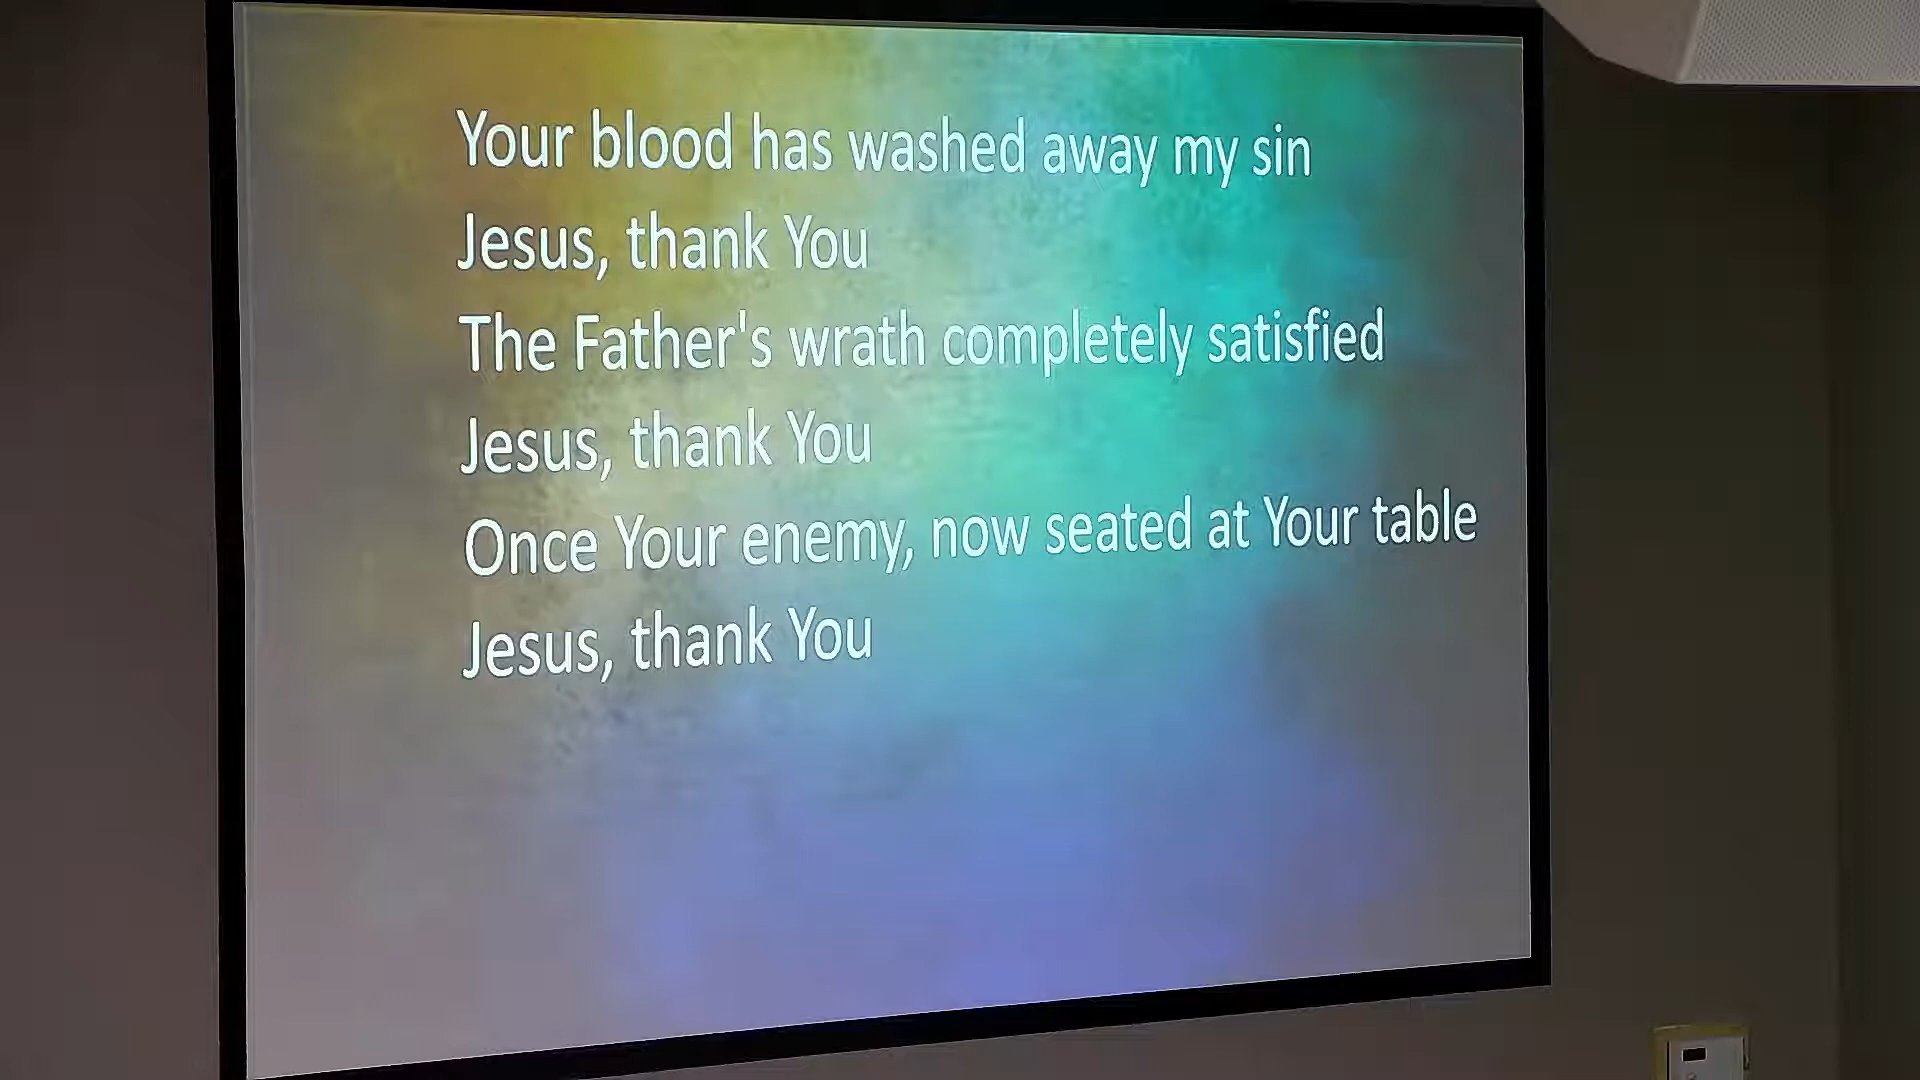 Your blood has washed away my sin
Jesus, thank You
The Father's wrath completely satisfied
Jesus, thank You
Once Your enemy, now seated at Your table
Jesus, thank You